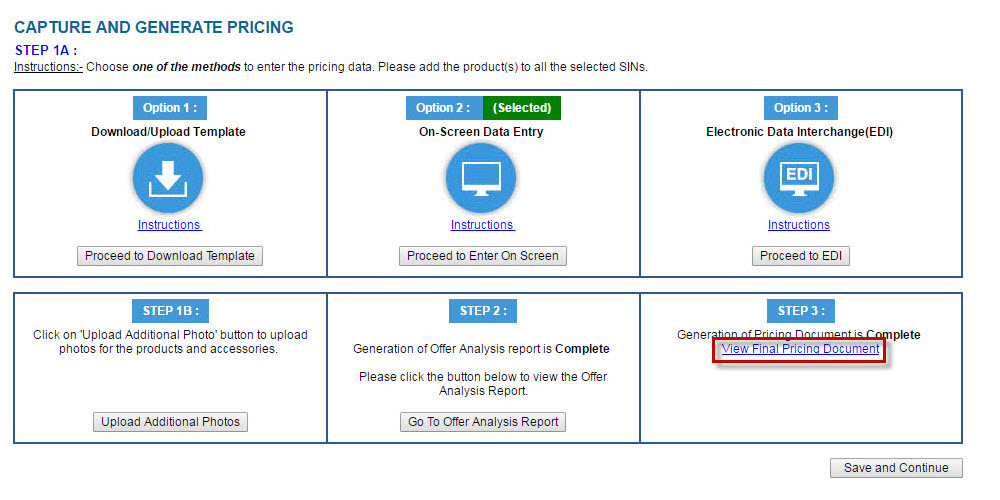 CAPTURE AND GENERATE PRICING
STEP 1A :
Instructions:- Choose one of the methods to enter the pricing data. Please add the product(s) to all the selected SINs.
Option 1 :
Download/Upload Template
Instructions
Proceed to Download Template
Option 2 : (Selected)
On-Screen Data Entry
Instructions
Proceed to Enter On Screen
Option 3 :
Electronic Data Interchange(EDI)
EDI
Instructions
Proceed to EDI
STEP 1B :
Click on 'Upload Additional Photo' button to upload
photos for the products and accessories.
Upload Additional Photos
STEP 2 :
Generation of Offer Analysis report is Complete
Please click the button below to view the Offer
Analysis Report.
Go To Offer Analysis Report
STEP 3 :
Generation of Pricing Document is Complete
View Final Pricing Document
Save and Continue